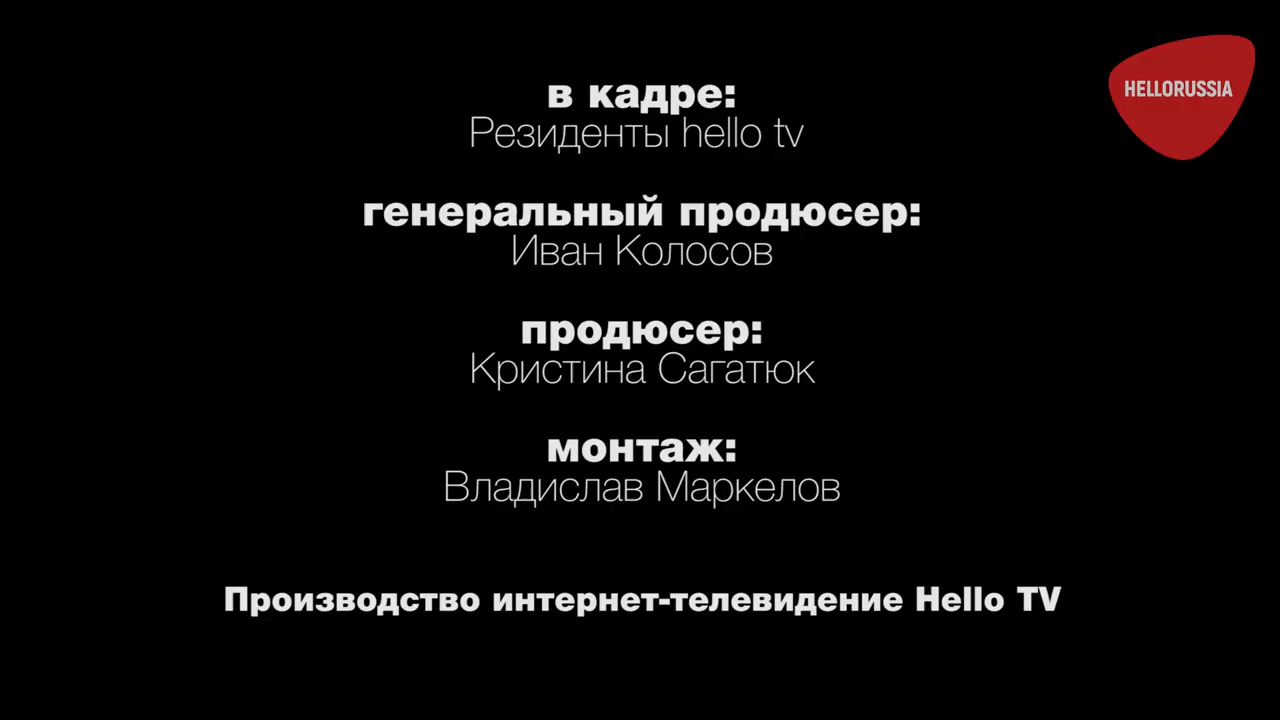 HELLORUSSIA
в кадре:
Резиденты hello tv
генеральный продюсер:
Иван Колосов
продюсер:
Кристина Сагатюк
монтаж:
Владислав Маркелов
Производство интернет-телевидение Hello TV